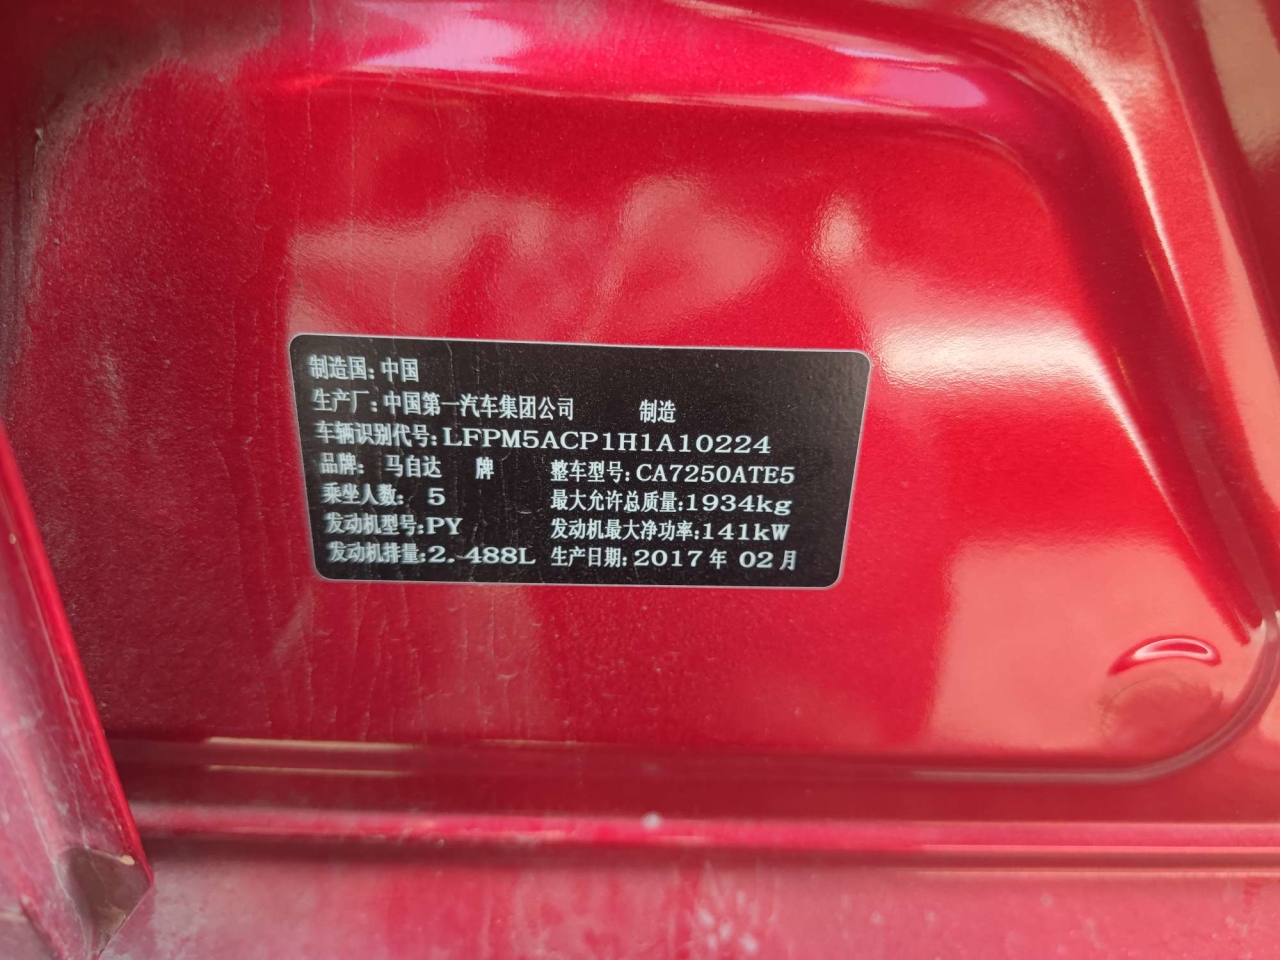 制造国：中国
生产厂：中国第一汽车集团公司 制造
车辆识别代号：LFPM5ACP1H1A10224
品牌： 马自达 牌 整车型号：CA7250ATE5
乘坐人数： 5 最大允许总质量：1934kg
发动机型号：PY 发动机最大净功率：141kW
发动机排量：2.488L 生产日期：2017 年 02 月